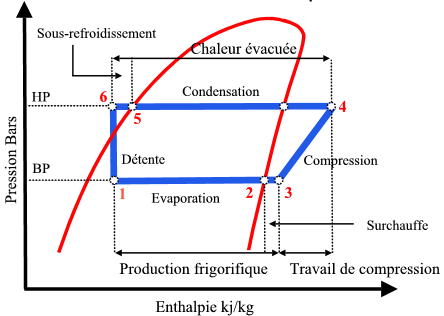 Sous-refroidissement
Chaleur évacuée
HP
6
5
Condensation
4
Pression Bars
Détente
Compression
BP
1
Evaporation
2
3
Surchauffe
Production frigorifique
Travail de compression
Enthalpie kj/kg